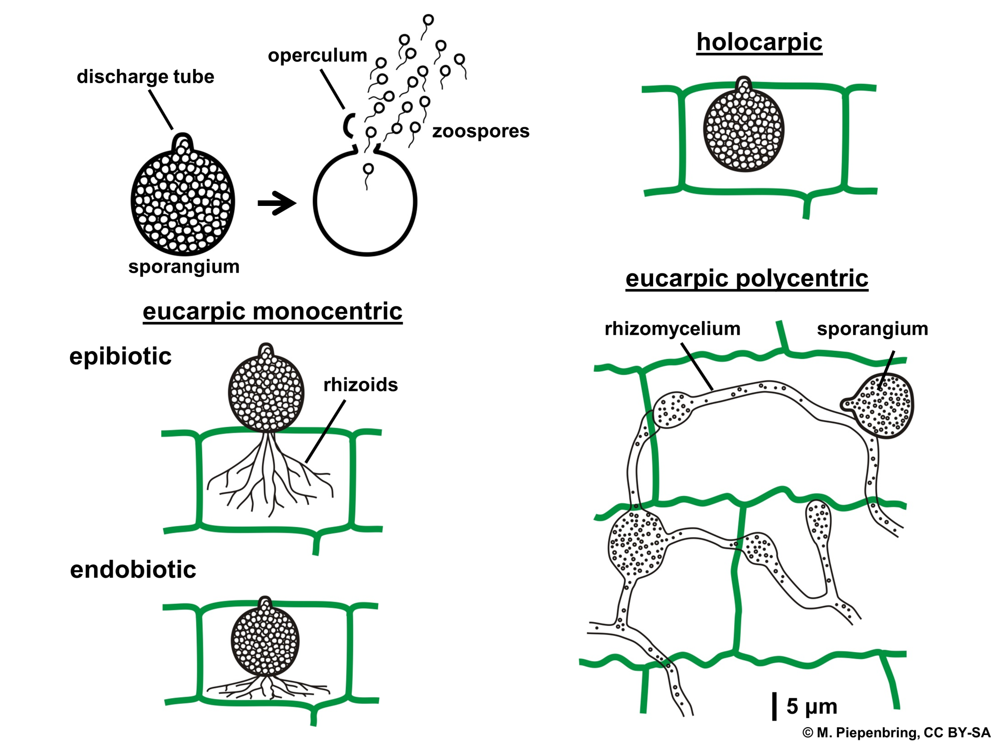 discharge tube
operculum
zoospores
sporangium
holocarpic
eucarpic monocentric
epibiotic
rhizoids
endobiotic
eucarpic polycentric
rhizomycelium
sporangium
5 µm
© M. Piepenbring, CC BY-SA